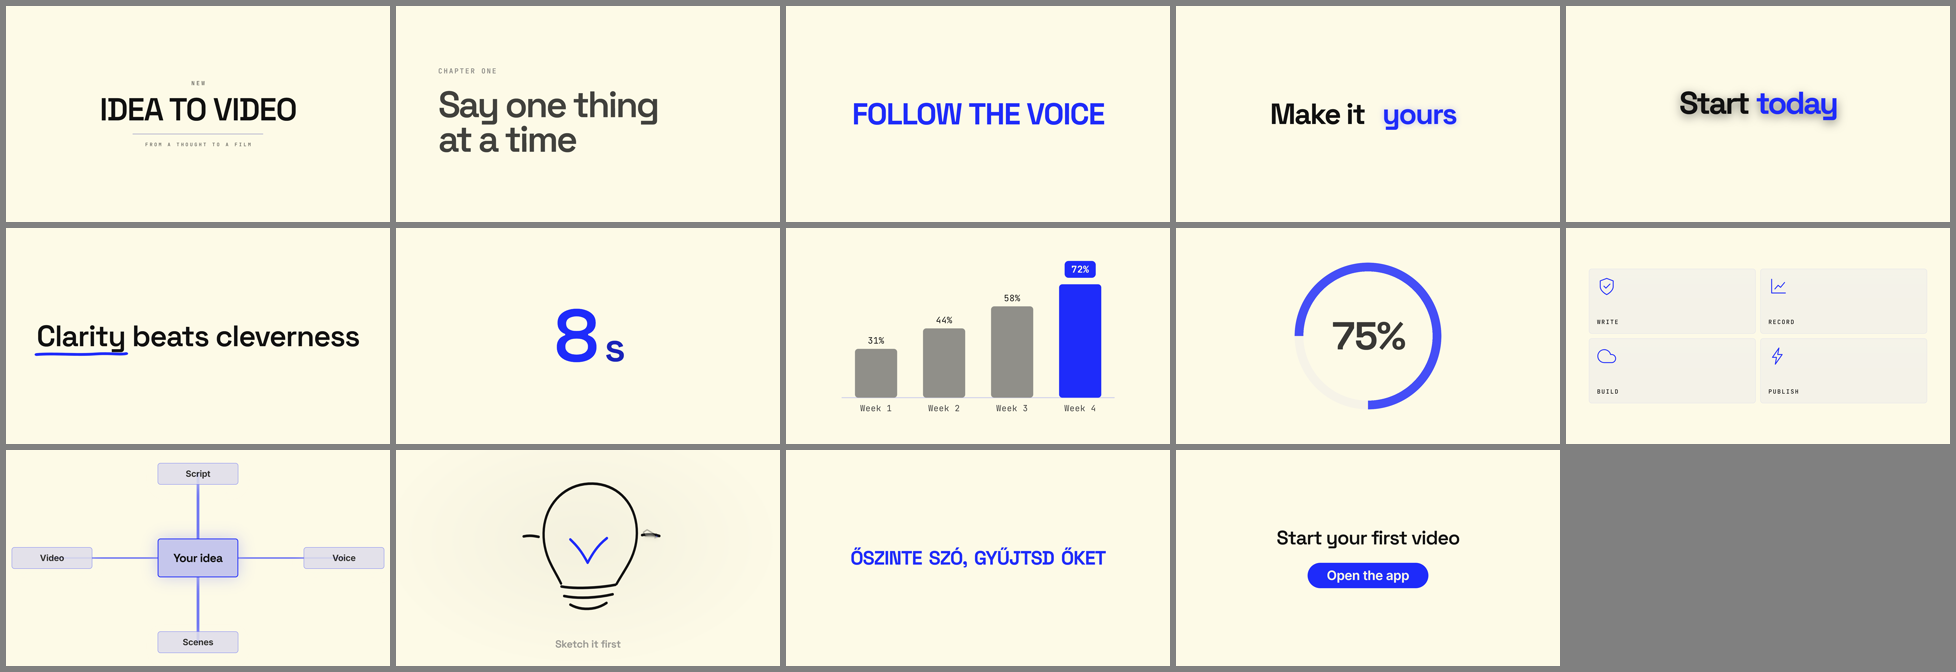 NEW
IDEA TO VIDEO
FROM A THOUGHT TO A FILM
CHAPTER ONE
Say one thing
at a time
FOLLOW THE VOICE
Make it yours
Start today
Clarity beats cleverness
8 s
72%
58%
44%
31%
Week 1 Week 2 Week 3 Week 4
75%
WRITE
RECORD
BUILD
PUBLISH
Script
Video
Your idea
Voice
Scenes
Sketch it first
ŐSZINTE SZÓ, GYŰJTSD ŐKET
Start your first video
Open the app